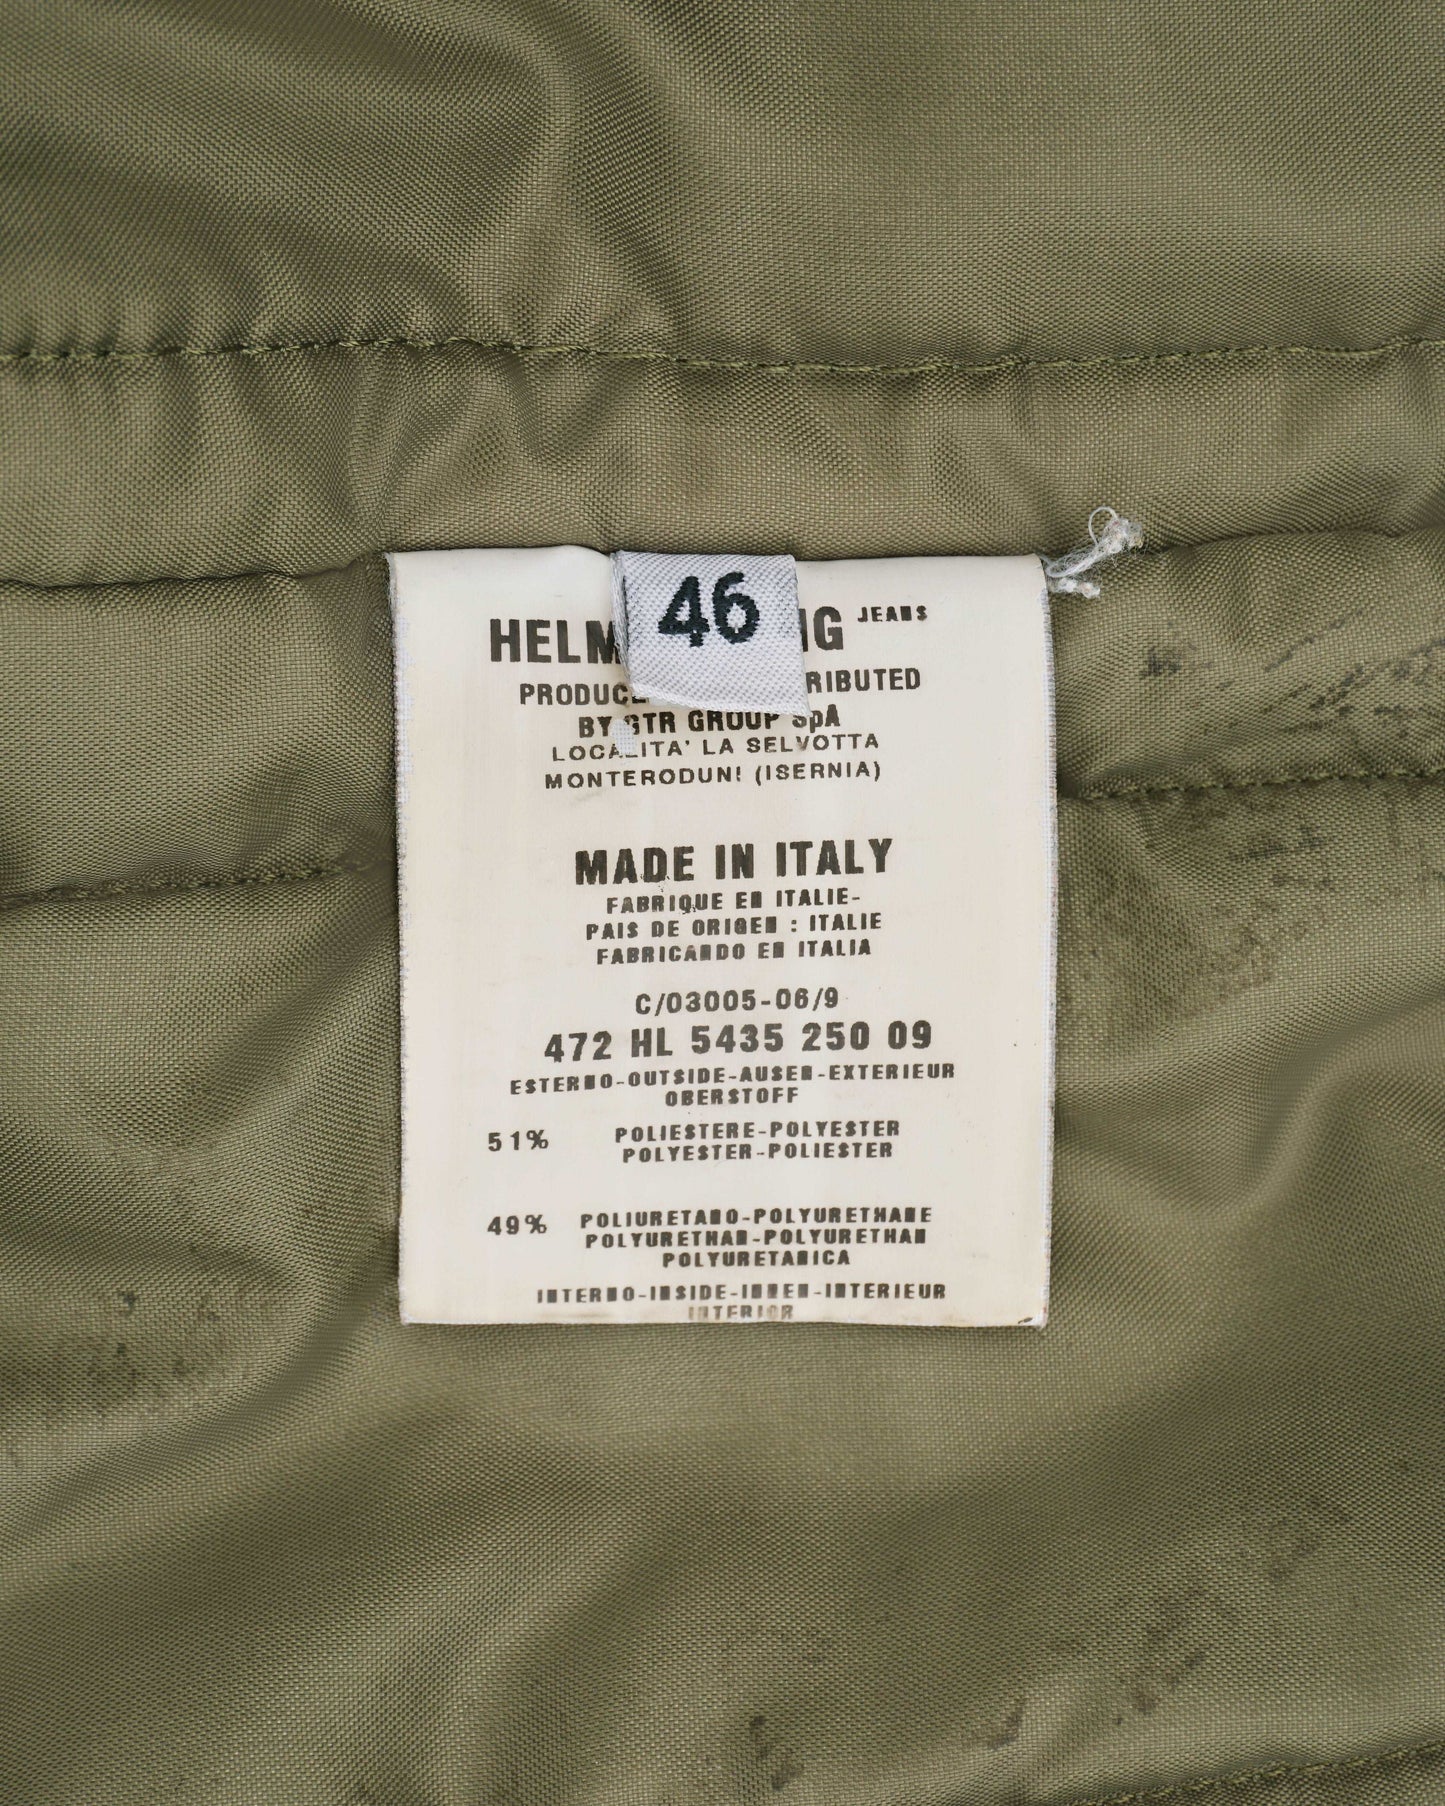 46
JEANS
PRODUCE RIBUTED
BY GTR GROUP SpA
LOCALITA' LA SELVOTTA
MONTERODUNI (ISERNIA)
MADE IN ITALY
FABRIQUE EN ITALIE-
PAIS DE ORIGEN : ITALIE
FABRICANDO EN ITALIA
C/03005-06/9
472 HL 5435 250 09
ESTERNO-OUTSIDE-AUSEN-EXTERIEUR
OBERSTOFF
51% POLIESTERE-POLYESTER
POLYESTER-POLIESTER
49% POLIURETANO-POLYURETHANE
POLYURETHAN-POLYURETHAN
POLYURETANICA
INTERNO-INSIDE-INNEN-INTERIEUR
INTERIOR